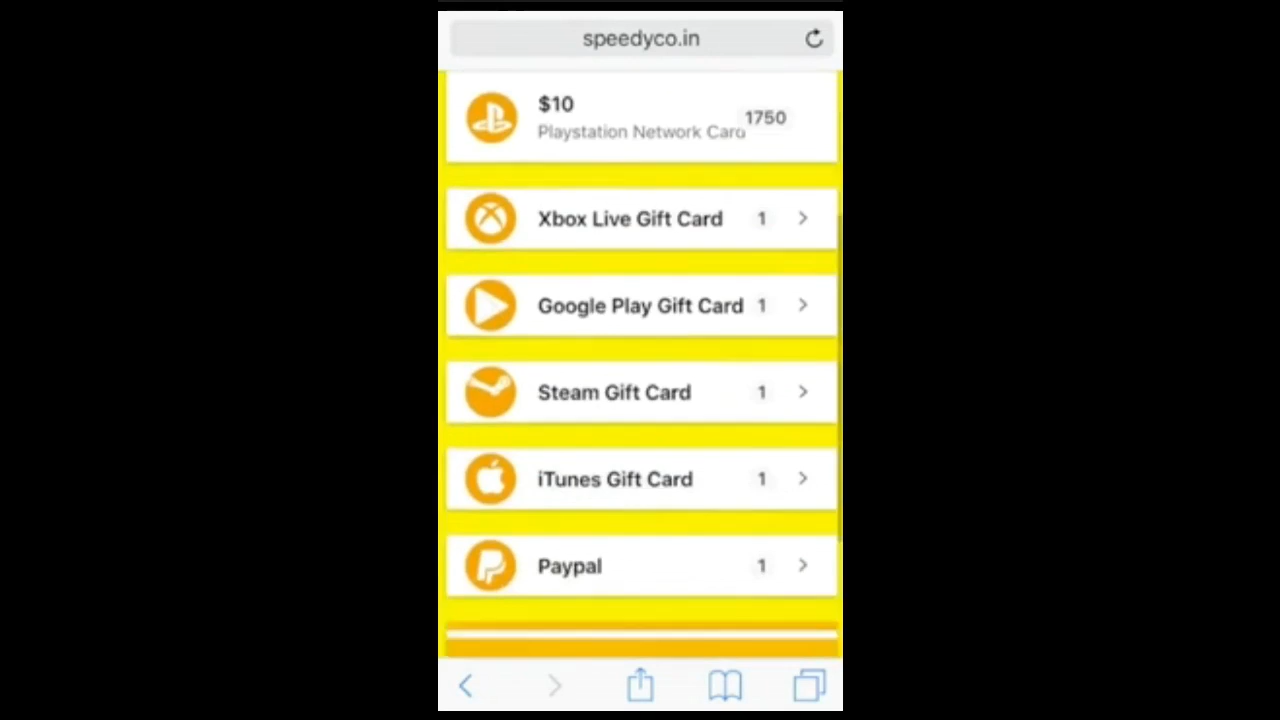 speedyco.in
$10
Playstation Network Card
1750
Xbox Live Gift Card 1
Google Play Gift Card 1
Steam Gift Card 1
iTunes Gift Card 1
Paypal 1